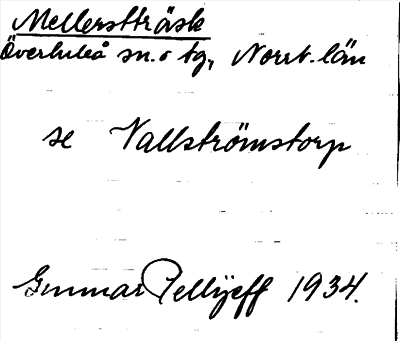 Mellersträsk
Överluleå sn. o tg, Norrb. län
se Vallströmstorp
Gunnar Pellijeff 1934.